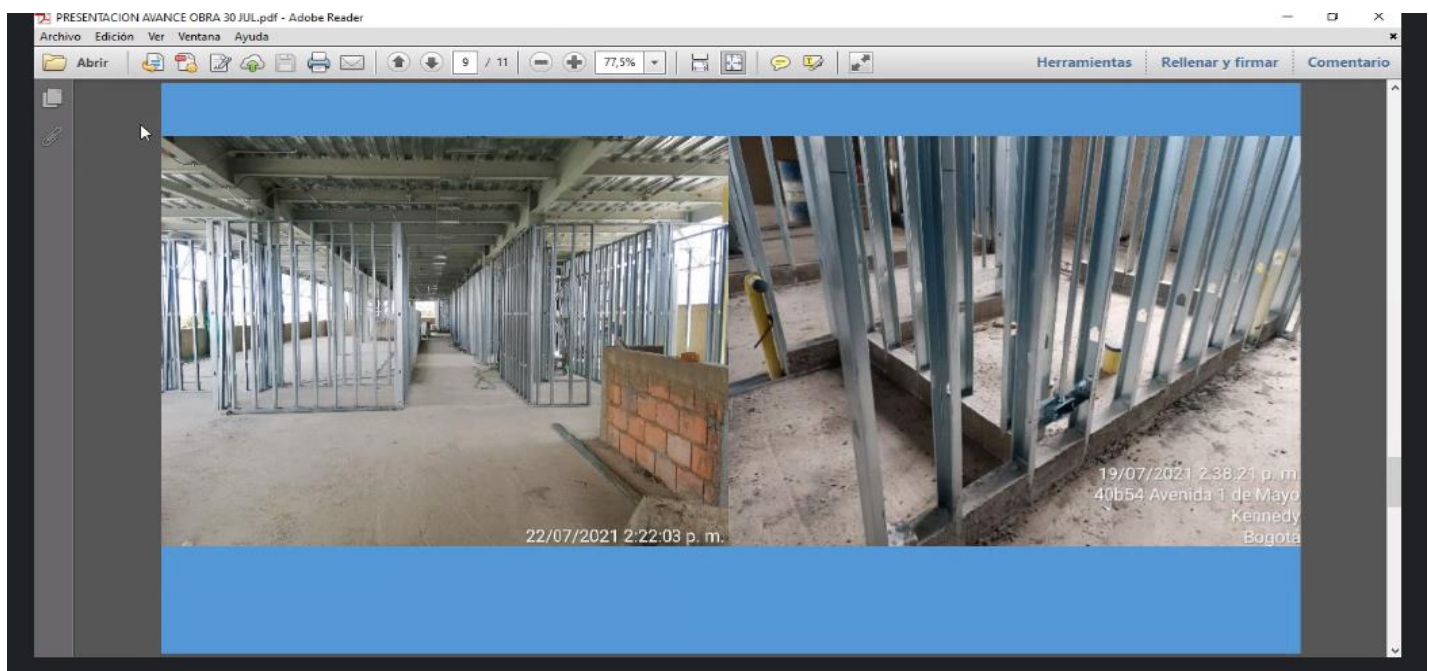 PRESENTACION AVANCE OBRA 30 JUL.pdf - Adobe Reader
Archivo Edición Ver Ventana Ayuda
Abrir 9 / 11 77,5% Herramientas Rellenar y firmar Comentario
22/07/2021 2:22:03 p. m.
19/07/2021 2:38:21 p. m.
40b54 Avenida 1 de Mayo
Kennedy
Bogotá